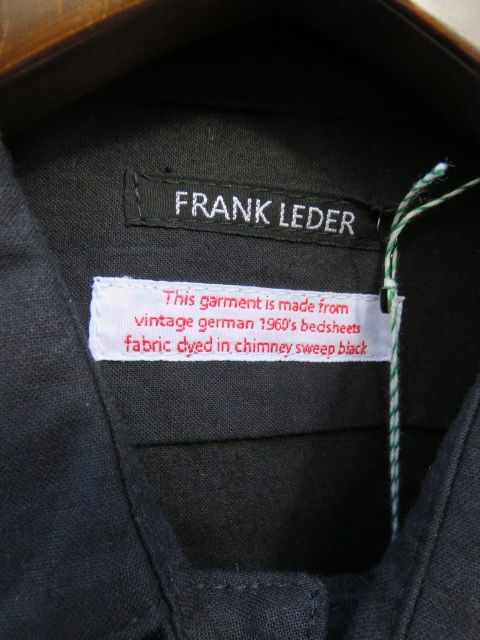 FRANK LEDER
This garment is made from
vintage german 1960's bedsheets
fabric dyed in chimney sweep black